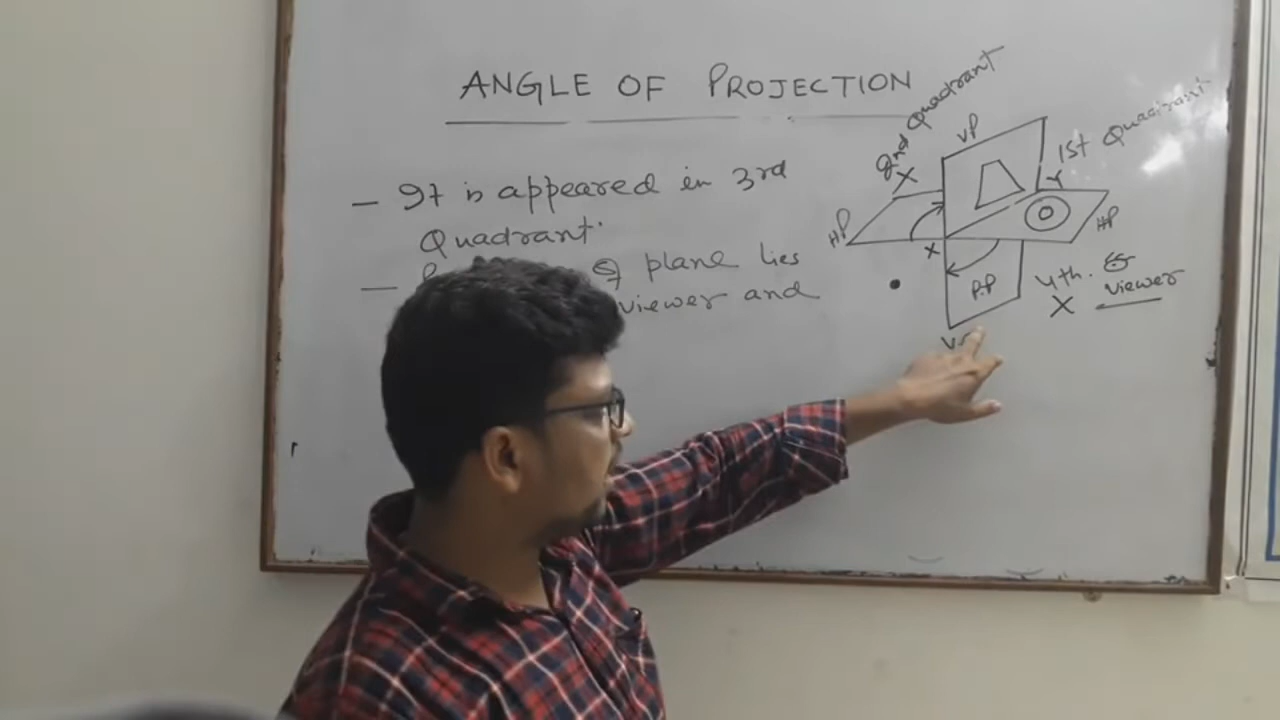 ANGLE OF PROJECTION
- It is appeared in 3rd
Quadrant.
- plane lies
viewer and
2nd Quadrant
X
VP
1st Quadrant
Y
HP
HP
X
P.P
4th.
X
viewer